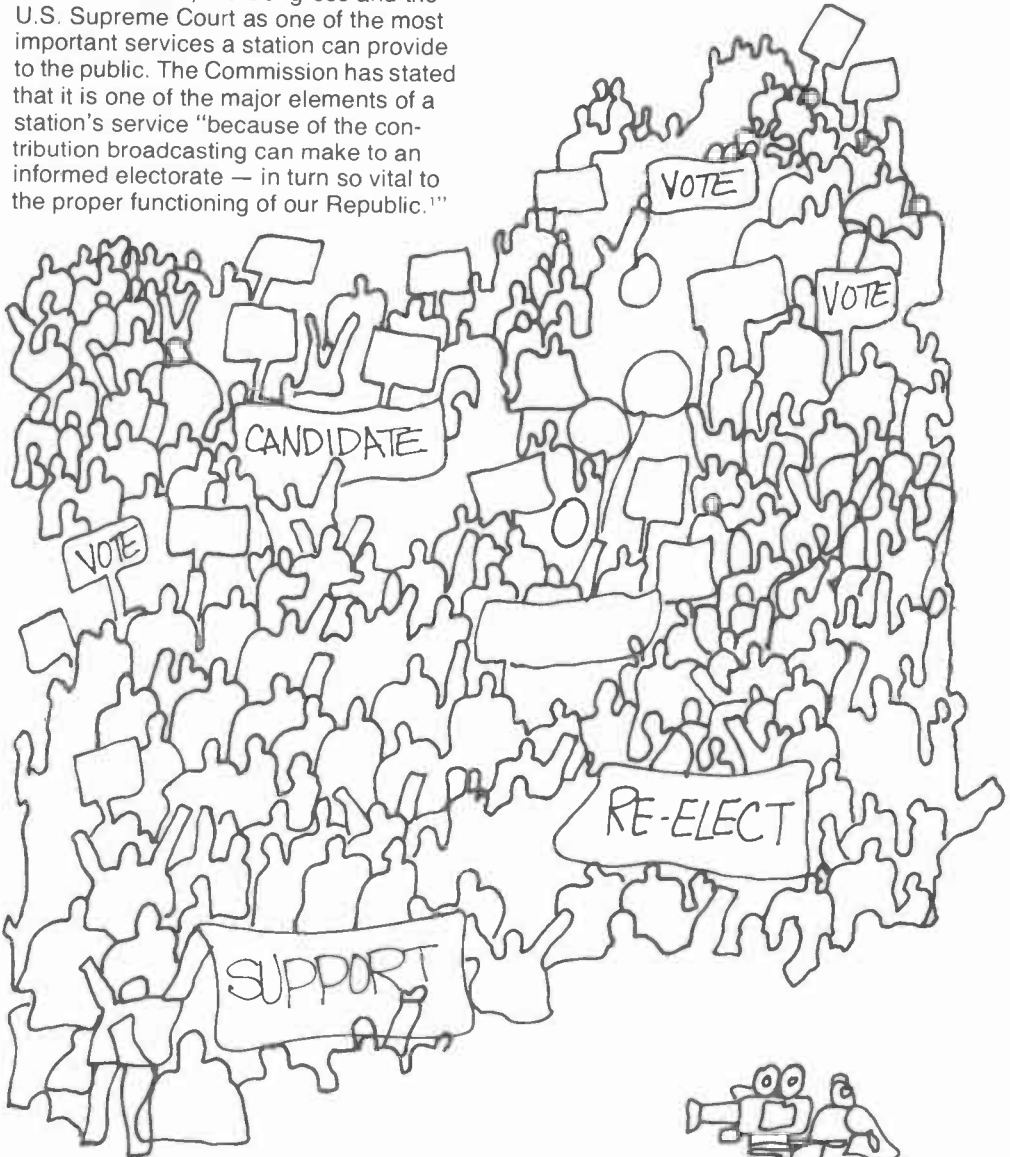 U.S. Supreme Court as one of the most
important services a station can provide
to the public. The Commission has stated
that it is one of the major elements of a
station's service "because of the con-
tribution broadcasting can make to an
informed electorate — in turn so vital to
the proper functioning of our Republic.¹"
VOTE
VOTE
CANDIDATE
VOTE
RE-ELECT
SUPPORT